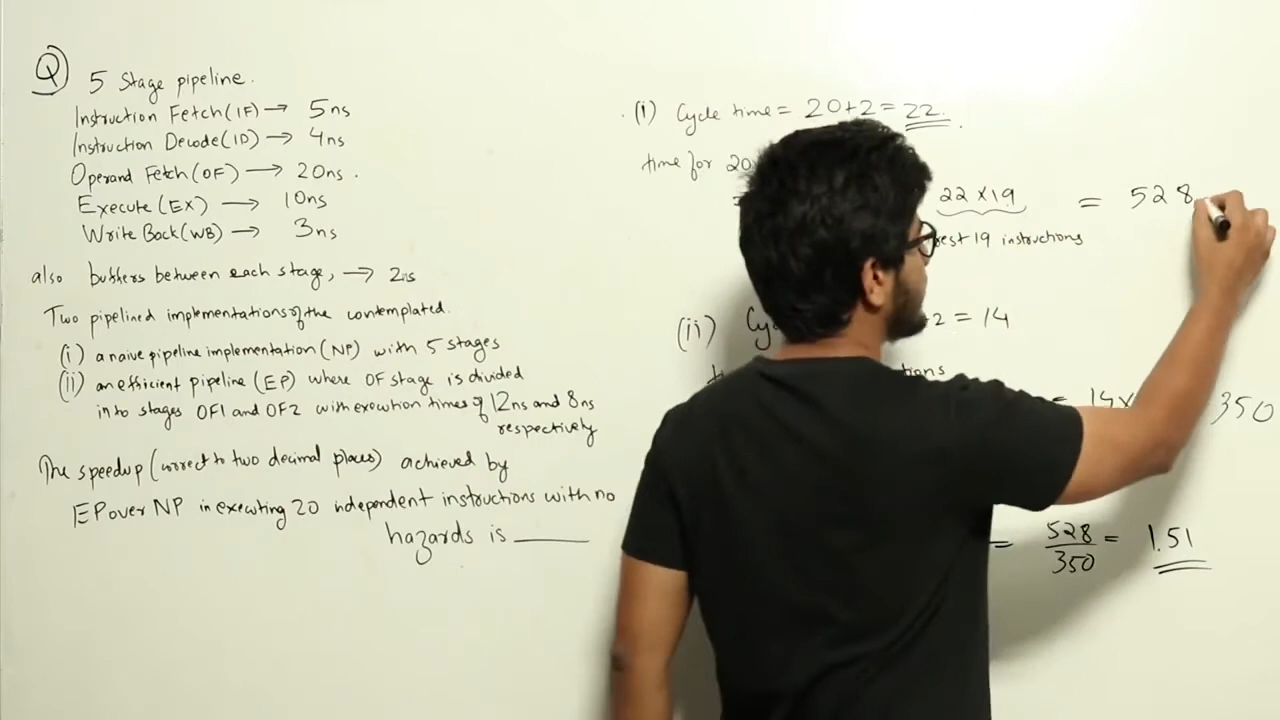 Q 5 Stage pipeline.
Instruction Fetch (IF) → 5ns
Instruction Decode (ID) → 4ns
Operand Fetch (OF) → 20ns.
Execute (EX) → 10ns
Write Back (WB) → 3ns
also buffers between each stage, → 2ns
Two pipelined implementations of the contemplated.
(i) a naive pipeline implementation (NP) with 5 stages
(ii) an efficient pipeline (EP) where OF stage is divided
in to stages OF1 and OF2 with execution times of 12ns and 8ns
respectively
The speedup (correct to two decimal places) achieved by
EP over NP in executing 20 independent instructions with no
hazards is ______
(i) Cycle time = 20+2 = 22.
time for 20
22 × 19 = 528
rest 19 instructions
(ii) 2 = 14
= 14× 350
= 528/350 = 1.51